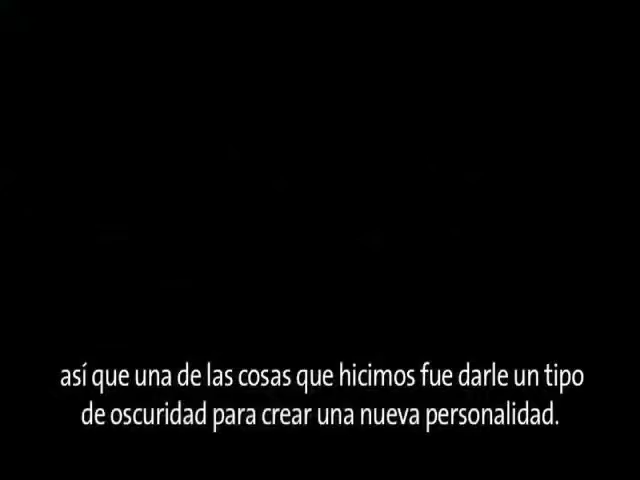 así que una de las cosas que hicimos fue darle un tipo
de oscuridad para crear una nueva personalidad.